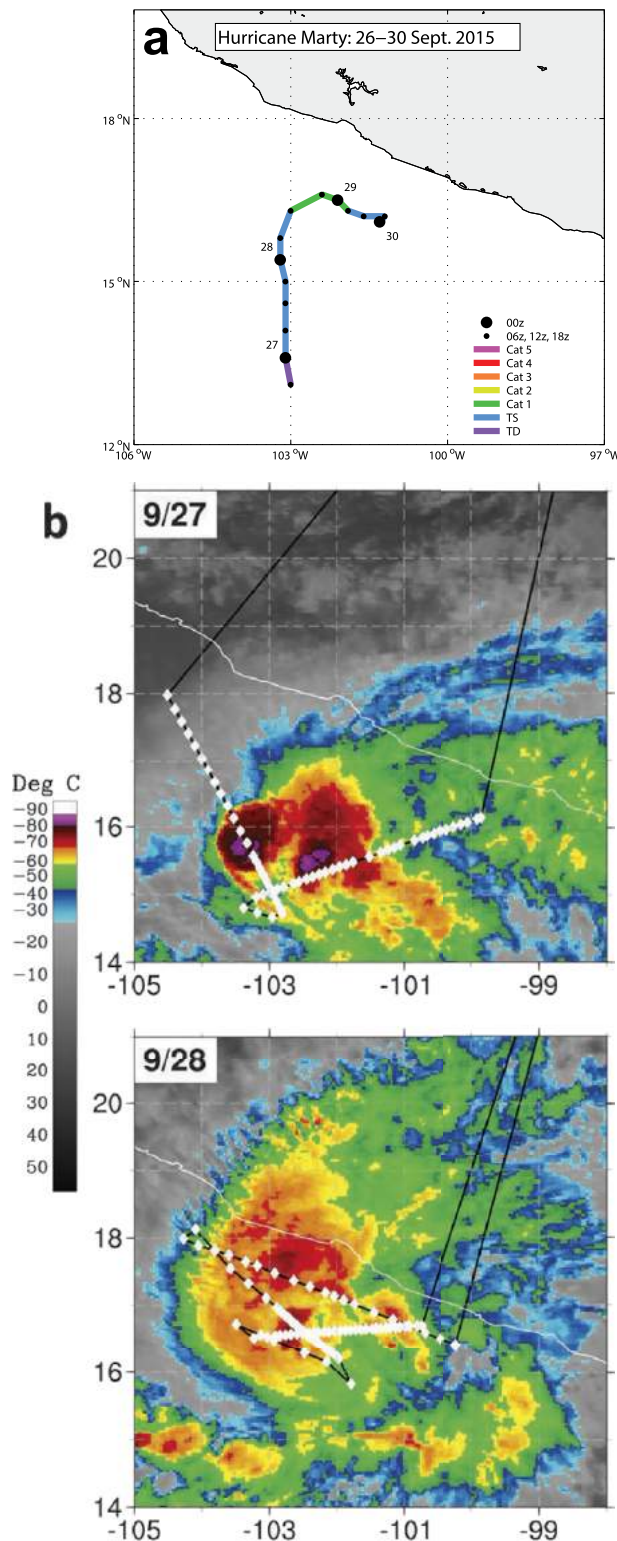 a
Hurricane Marty: 26–30 Sept. 2015
18 °N
29
30
28
15 °N
27
00z
06z, 12z, 18z
Cat 5
Cat 4
Cat 3
Cat 2
Cat 1
TS
TD
12 °N
106 °W
103 °W
100 °W
97 °W
b
9/27
20
18
16
14
-105
-103
-101
-99
Deg C
-90
-80
-70
-60
-50
-40
-30
-20
-10
0
10
20
30
40
50
9/28
20
18
16
14
-105
-103
-101
-99